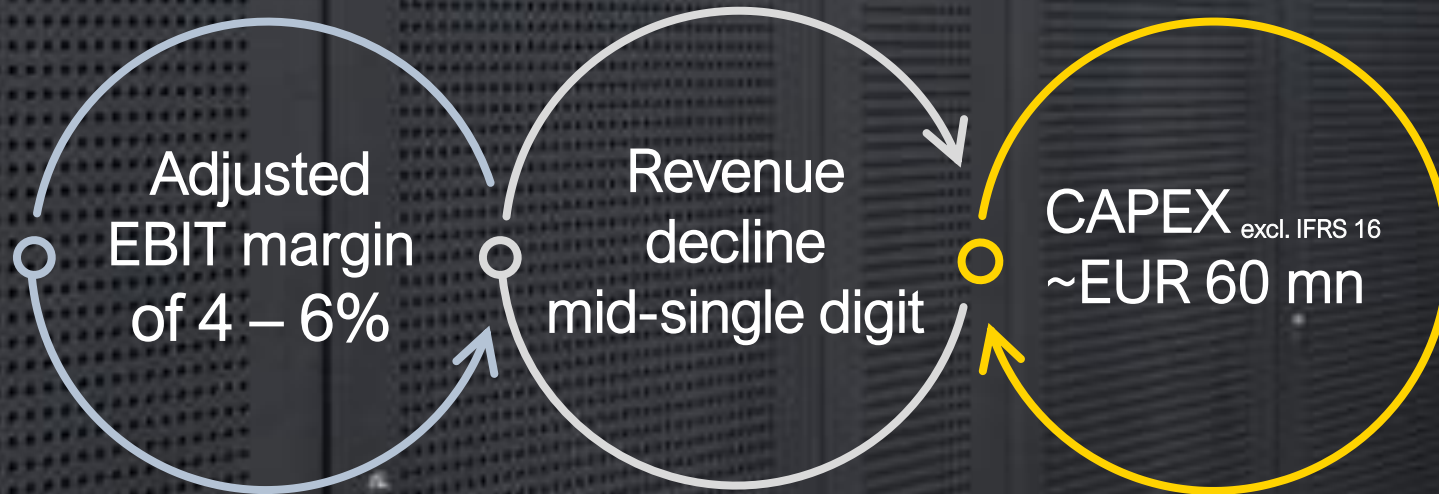 Adjusted
EBIT margin
of 4 – 6%
Revenue
decline
mid-single digit
CAPEX excl. IFRS 16
~EUR 60 mn